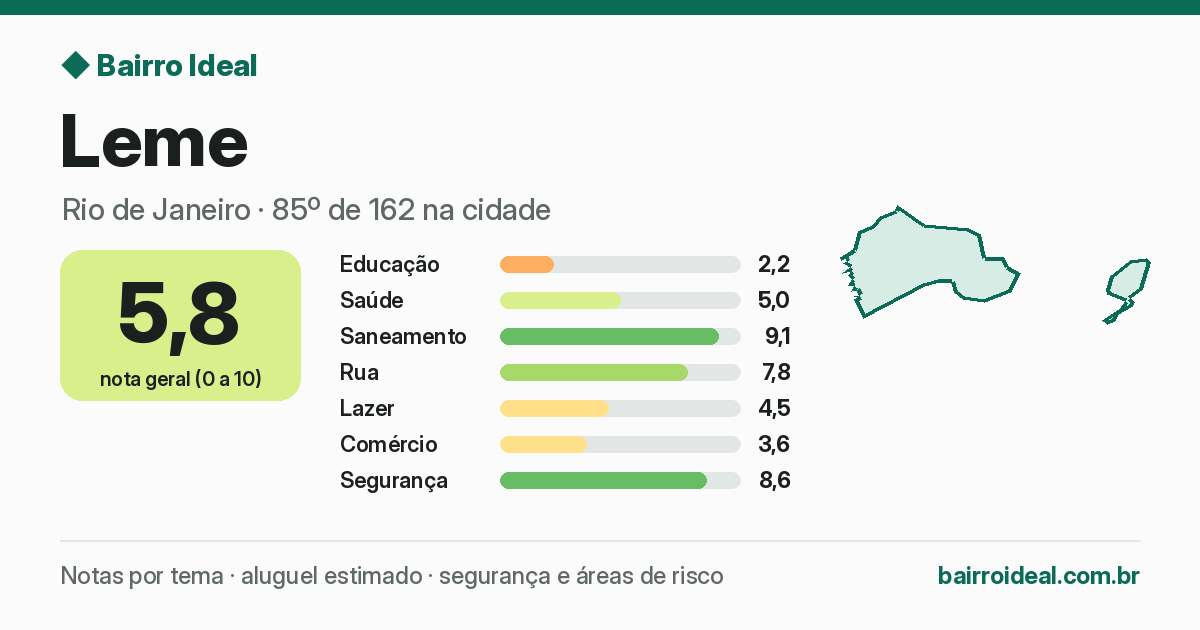 Bairro Ideal
Leme
Rio de Janeiro · 85º de 162 na cidade
5,8
nota geral (0 a 10)
Educação 2,2
Saúde 5,0
Saneamento 9,1
Rua 7,8
Lazer 4,5
Comércio 3,6
Segurança 8,6
Notas por tema · aluguel estimado · segurança e áreas de risco
bairroideal.com.br